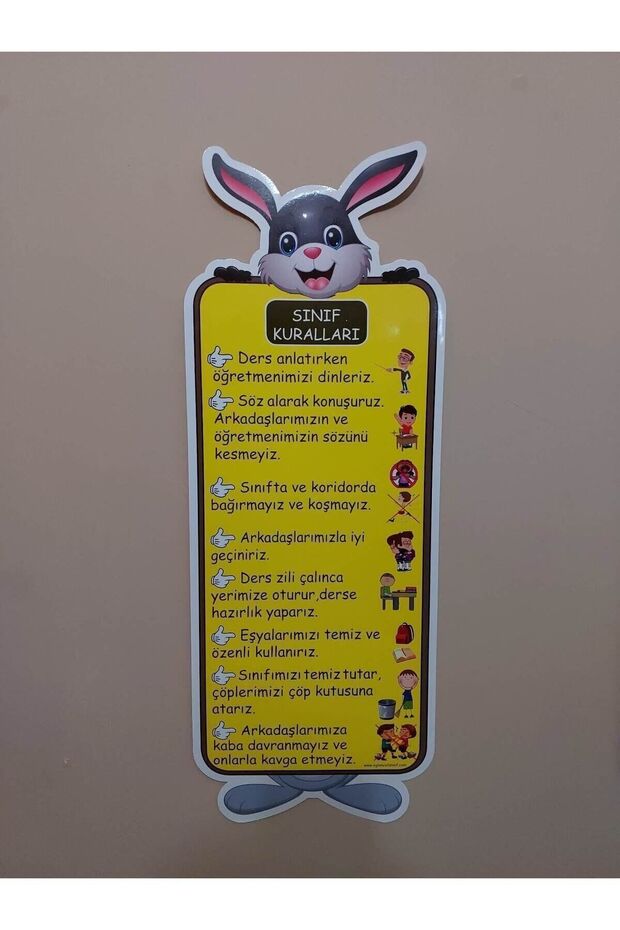 SINIF
KURALLARI
Ders anlatırken
öğretmenimizi dinleriz.
Söz alarak konuşuruz.
Arkadaşlarımızın ve
öğretmenimizin sözünü
kesmeyiz.
Sınıfta ve koridorda
bağırmayız ve koşmayız.
Arkadaşlarımızla iyi
geçiniriz.
Ders zili çalınca
yerimize oturur,derse
hazırlık yaparız.
Eşyalarımızı temiz ve
özenli kullanırız.
Sınıfımızı temiz tutar,
çöplerimizi çöp kutusuna
atarız.
Arkadaşlarımıza
kaba davranmayız ve
onlarla kavga etmeyiz.